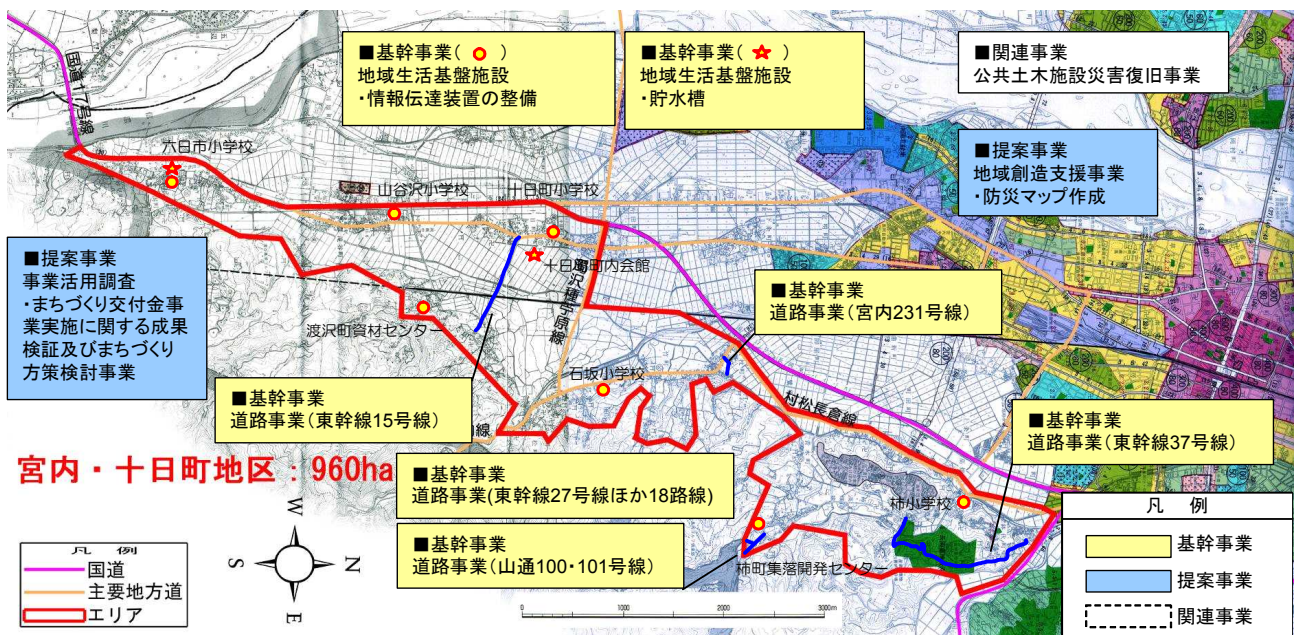 ■基幹事業( )
地域生活基盤施設
・情報伝達装置の整備
■基幹事業( )
地域生活基盤施設
・貯水槽
■関連事業
公共土木施設災害復旧事業
■提案事業
地域創造支援事業
・防災マップ作成
国道17号線
六日市小学校
山谷沢小学校
十日町小学校
■提案事業
事業活用調査
・まちづくり交付金事
業実施に関する成果
検証及びまちづくり
方策検討事業
十日町町内会館
渡沢町資材センター
■基幹事業
道路事業(宮内231号線)
石坂小学校
■基幹事業
道路事業(東幹線15号線)
村松長倉線
■基幹事業
道路事業(東幹線37号線)
宮内・十日町地区:960ha
■基幹事業
道路事業(東幹線27号線ほか18路線)
柿小学校
■基幹事業
道路事業(山通100・101号線)
柿町集落開発センター
凡 例
国道
主要地方道
エリア
W
S
N
E
0 1000 2000 3000m
凡 例
基幹事業
提案事業
関連事業